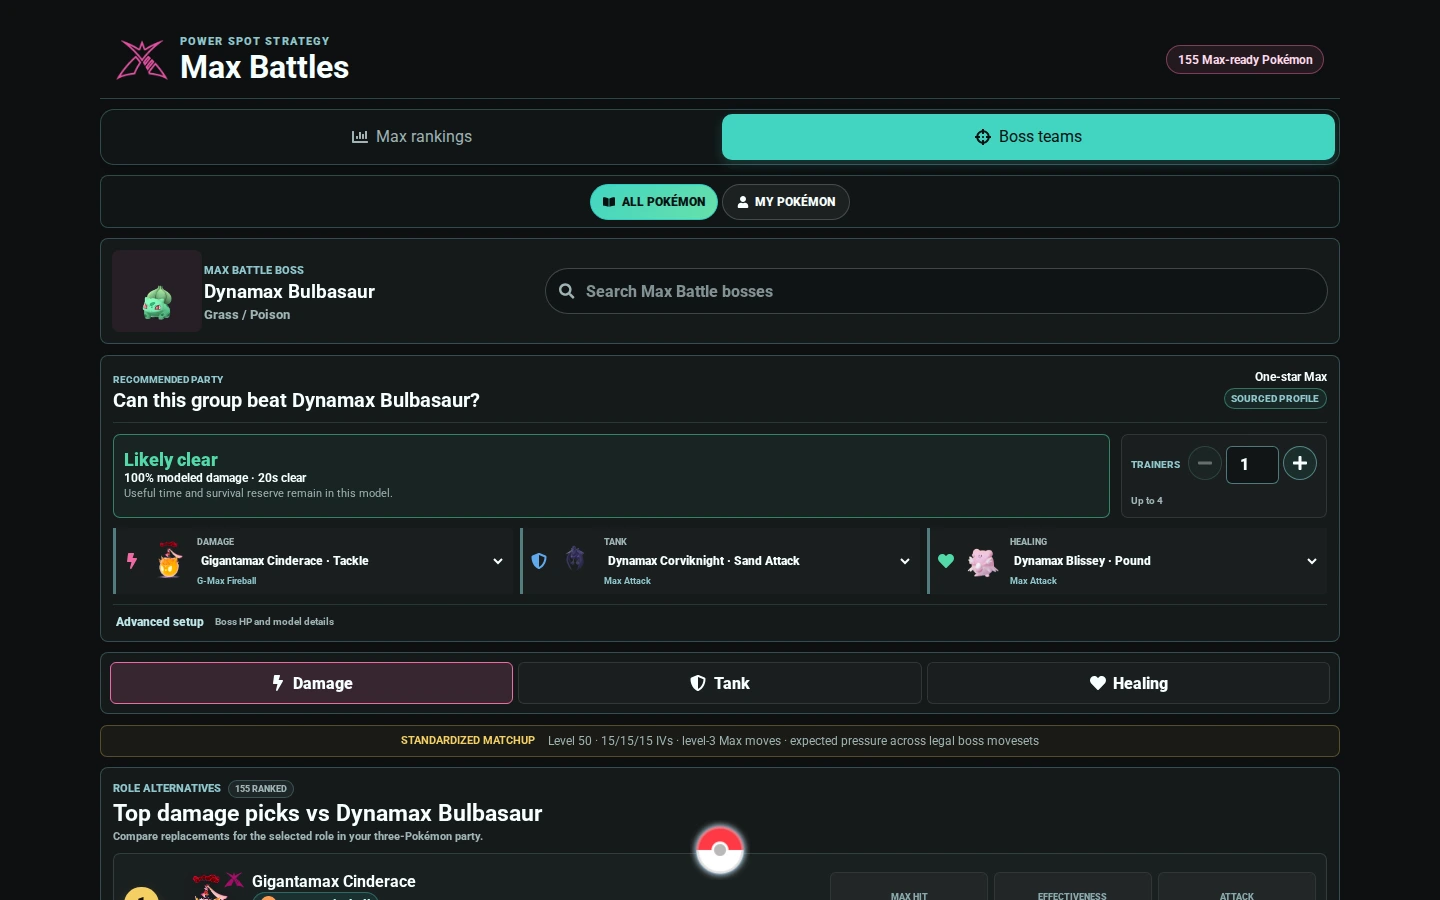 POWER SPOT STRATEGY
Max Battles
155 Max-ready Pokémon
Max rankings
Boss teams
ALL POKÉMON
MY POKÉMON
MAX BATTLE BOSS
Dynamax Bulbasaur
Grass / Poison
Search Max Battle bosses
RECOMMENDED PARTY
Can this group beat Dynamax Bulbasaur?
One-star Max
SOURCED PROFILE
Likely clear
100% modeled damage · 20s clear
Useful time and survival reserve remain in this model.
TRAINERS
1
Up to 4
DAMAGE
Gigantamax Cinderace · Tackle
G-Max Fireball
TANK
Dynamax Corviknight · Sand Attack
Max Attack
HEALING
Dynamax Blissey · Pound
Max Attack
Advanced setup
Boss HP and model details
Damage
Tank
Healing
STANDARDIZED MATCHUP
Level 50 · 15/15/15 IVs · level-3 Max moves · expected pressure across legal boss movesets
ROLE ALTERNATIVES
155 RANKED
Top damage picks vs Dynamax Bulbasaur
Compare replacements for the selected role in your three-Pokémon party.
Gigantamax Cinderace
MAX HIT
EFFECTIVENESS
ATTACK